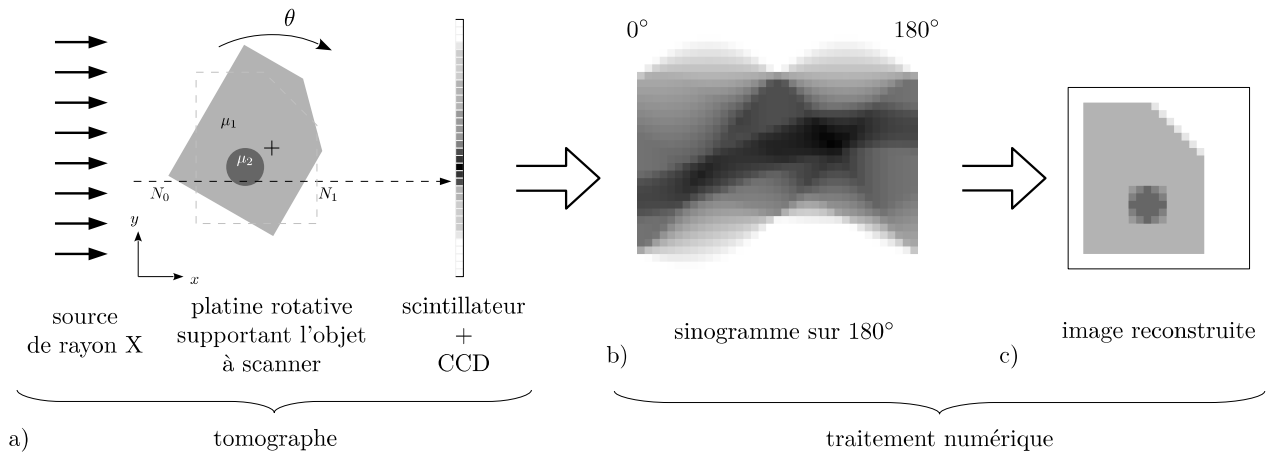 θ
μ₁
μ₂
N₀
N₁
y
x
source
de rayon X
platine rotative
supportant l'objet
à scanner
scintillateur
+
CCD
a)
tomographe
0°
180°
sinogramme sur 180°
b)
image reconstruite
c)
traitement numérique